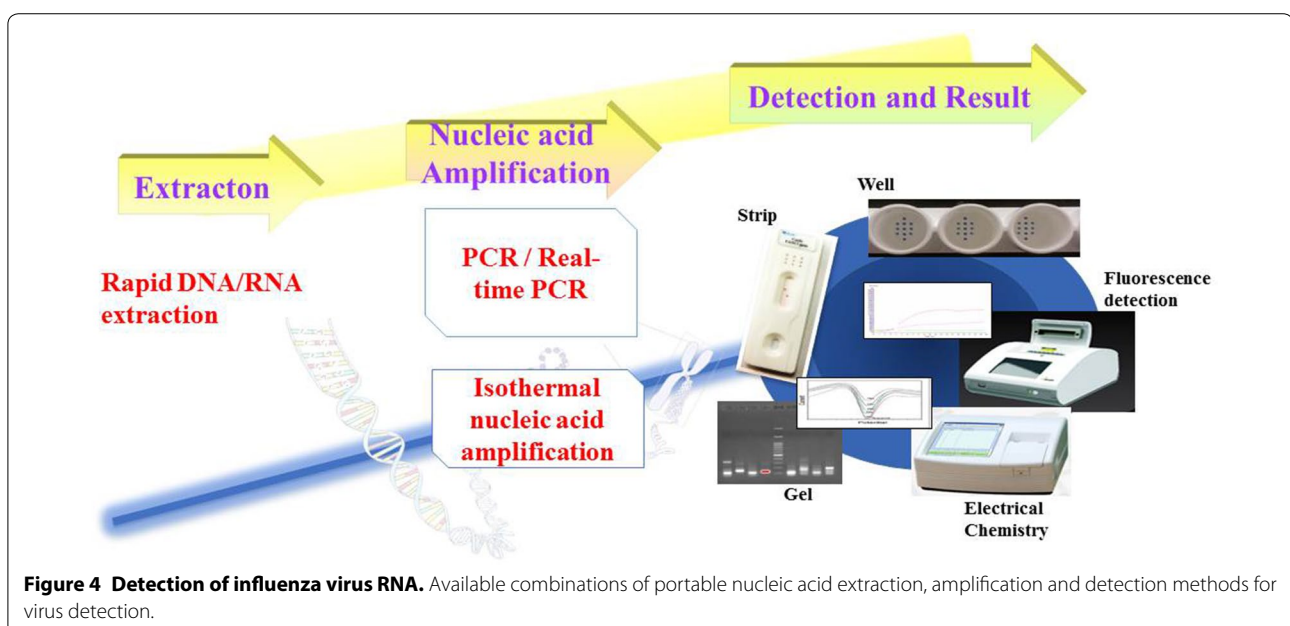 Extracton
Nucleic acid
Amplification
Detection and Result
Rapid DNA/RNA
extraction
PCR / Real-
time PCR
Isothermal
nucleic acid
amplification
Strip
Well
Fluorescence
detection
Gel
Electrical
Chemistry
Figure 4 Detection of influenza virus RNA. Available combinations of portable nucleic acid extraction, amplification and detection methods for
virus detection.